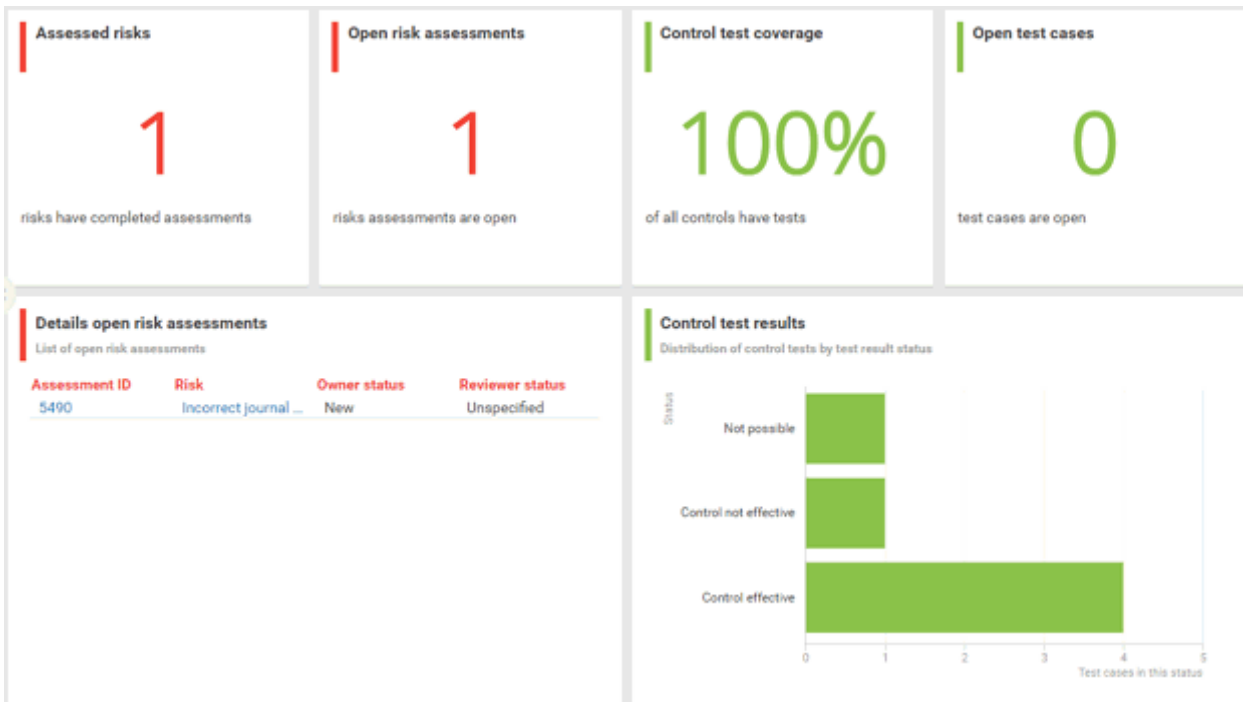 Assessed risks
1
risks have completed assessments
Open risk assessments
1
risks assessments are open
Control test coverage
100%
of all controls have tests
Open test cases
0
test cases are open
Details open risk assessments
List of open risk assessments
Assessment ID Risk Owner status Reviewer status
5490 Incorrect journal ... New Unspecified
Control test results
Distribution of control tests by test result status
Status
Not possible
Control not effective
Control effective
0 1 2 3 4 5
Test cases in this status